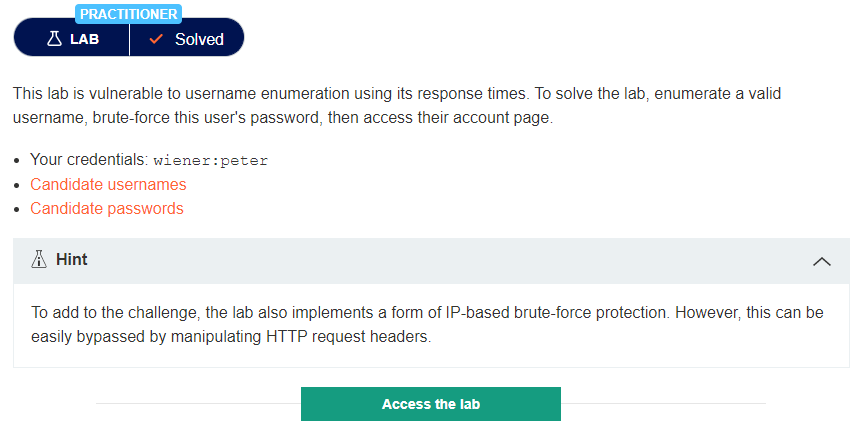 PRACTITIONER
LAB
Solved
This lab is vulnerable to username enumeration using its response times. To solve the lab, enumerate a valid
username, brute-force this user's password, then access their account page.
• Your credentials: wiener:peter
• Candidate usernames
• Candidate passwords
Hint
To add to the challenge, the lab also implements a form of IP-based brute-force protection. However, this can be
easily bypassed by manipulating HTTP request headers.
Access the lab